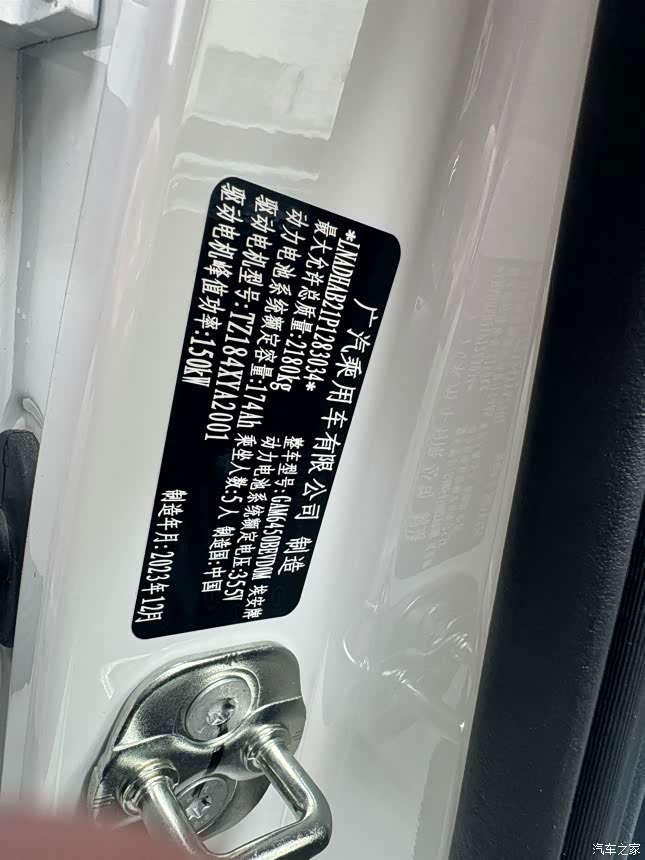 广汽乘用车有限公司 制造
*LNADHAB21P1283034* 整车型号:GAM6450BEVD0M 埃安牌
最大允许总质量:2180kg 动力电池系统额定电压:355V
动力电池系统额定容量:174Ah 乘坐人数:5人 制造国:中国
驱动电机型号:TZ184XYA2001
驱动电机峰值功率:150kW 制造年月:2023年12月
汽车之家